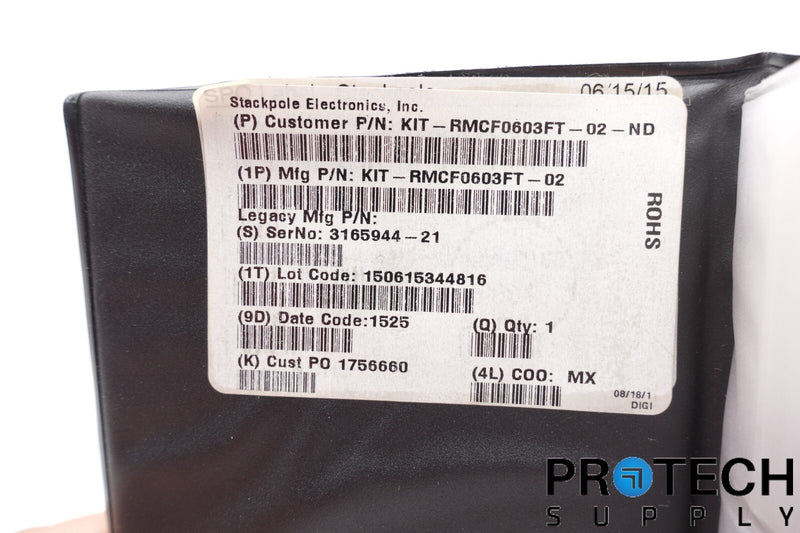 06/15/15
Stackpole Electronics, Inc.
(P) Customer P/N: KIT-RMCF0603FT-02-ND
(1P) Mfg P/N: KIT-RMCF0603FT-02
Legacy Mfg P/N:
(S) SerNo: 3165944-21
(1T) Lot Code: 150615344816
(9D) Date Code:1525
(Q) Qty: 1
(K) Cust PO 1756660
(4L) COO: MX
ROHS
08/18/1
DIGI
PROTECH
SUPPLY